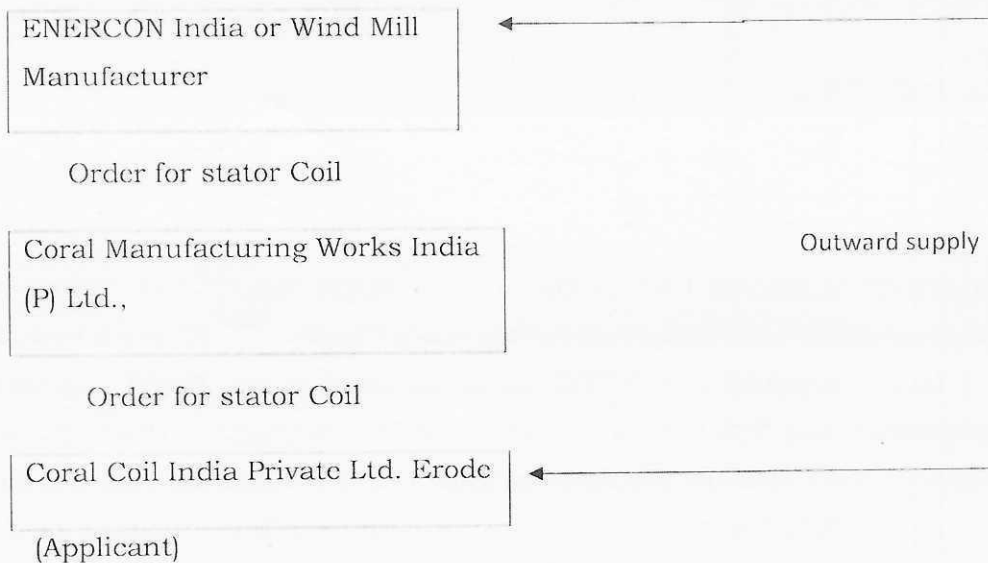 ENERCON India or Wind Mill
Manufacturer
Order for stator Coil
Coral Manufacturing Works India
(P) Ltd.,
Outward supply
Order for stator Coil
Coral Coil India Private Ltd. Erode
(Applicant)